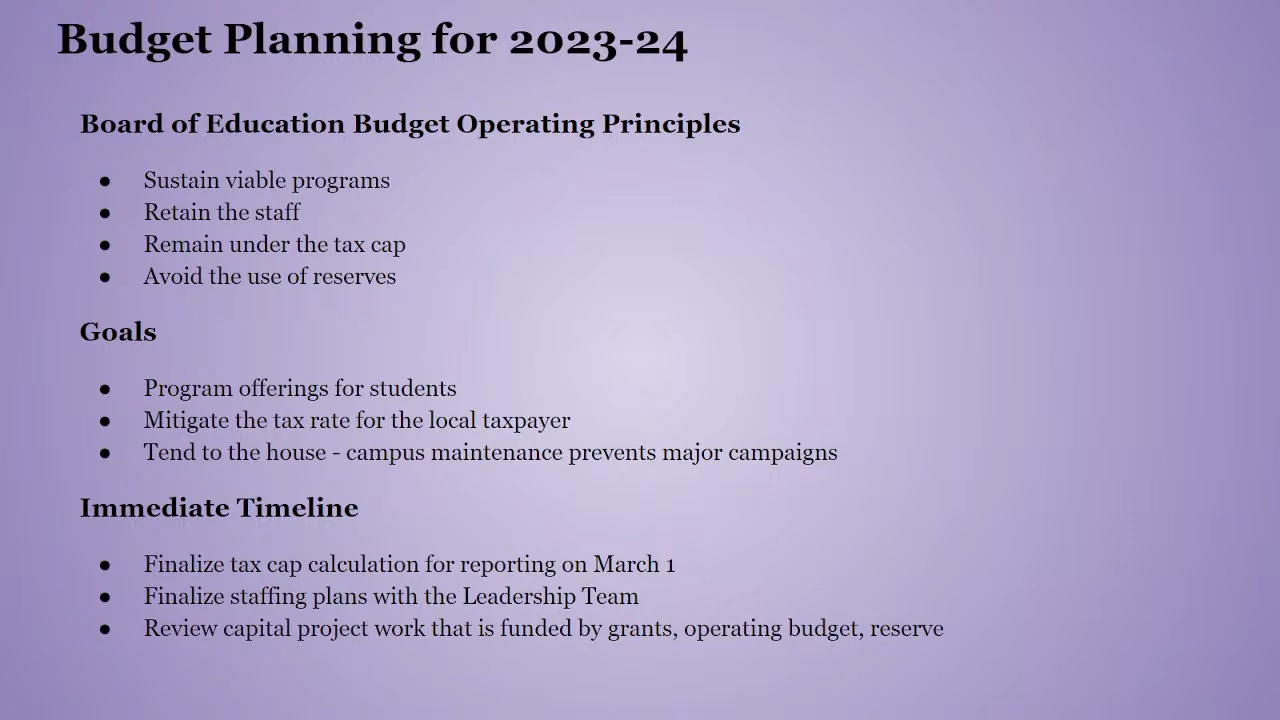 Budget Planning for 2023-24
Board of Education Budget Operating Principles
● Sustain viable programs
● Retain the staff
● Remain under the tax cap
● Avoid the use of reserves
Goals
● Program offerings for students
● Mitigate the tax rate for the local taxpayer
● Tend to the house - campus maintenance prevents major campaigns
Immediate Timeline
● Finalize tax cap calculation for reporting on March 1
● Finalize staffing plans with the Leadership Team
● Review capital project work that is funded by grants, operating budget, reserve